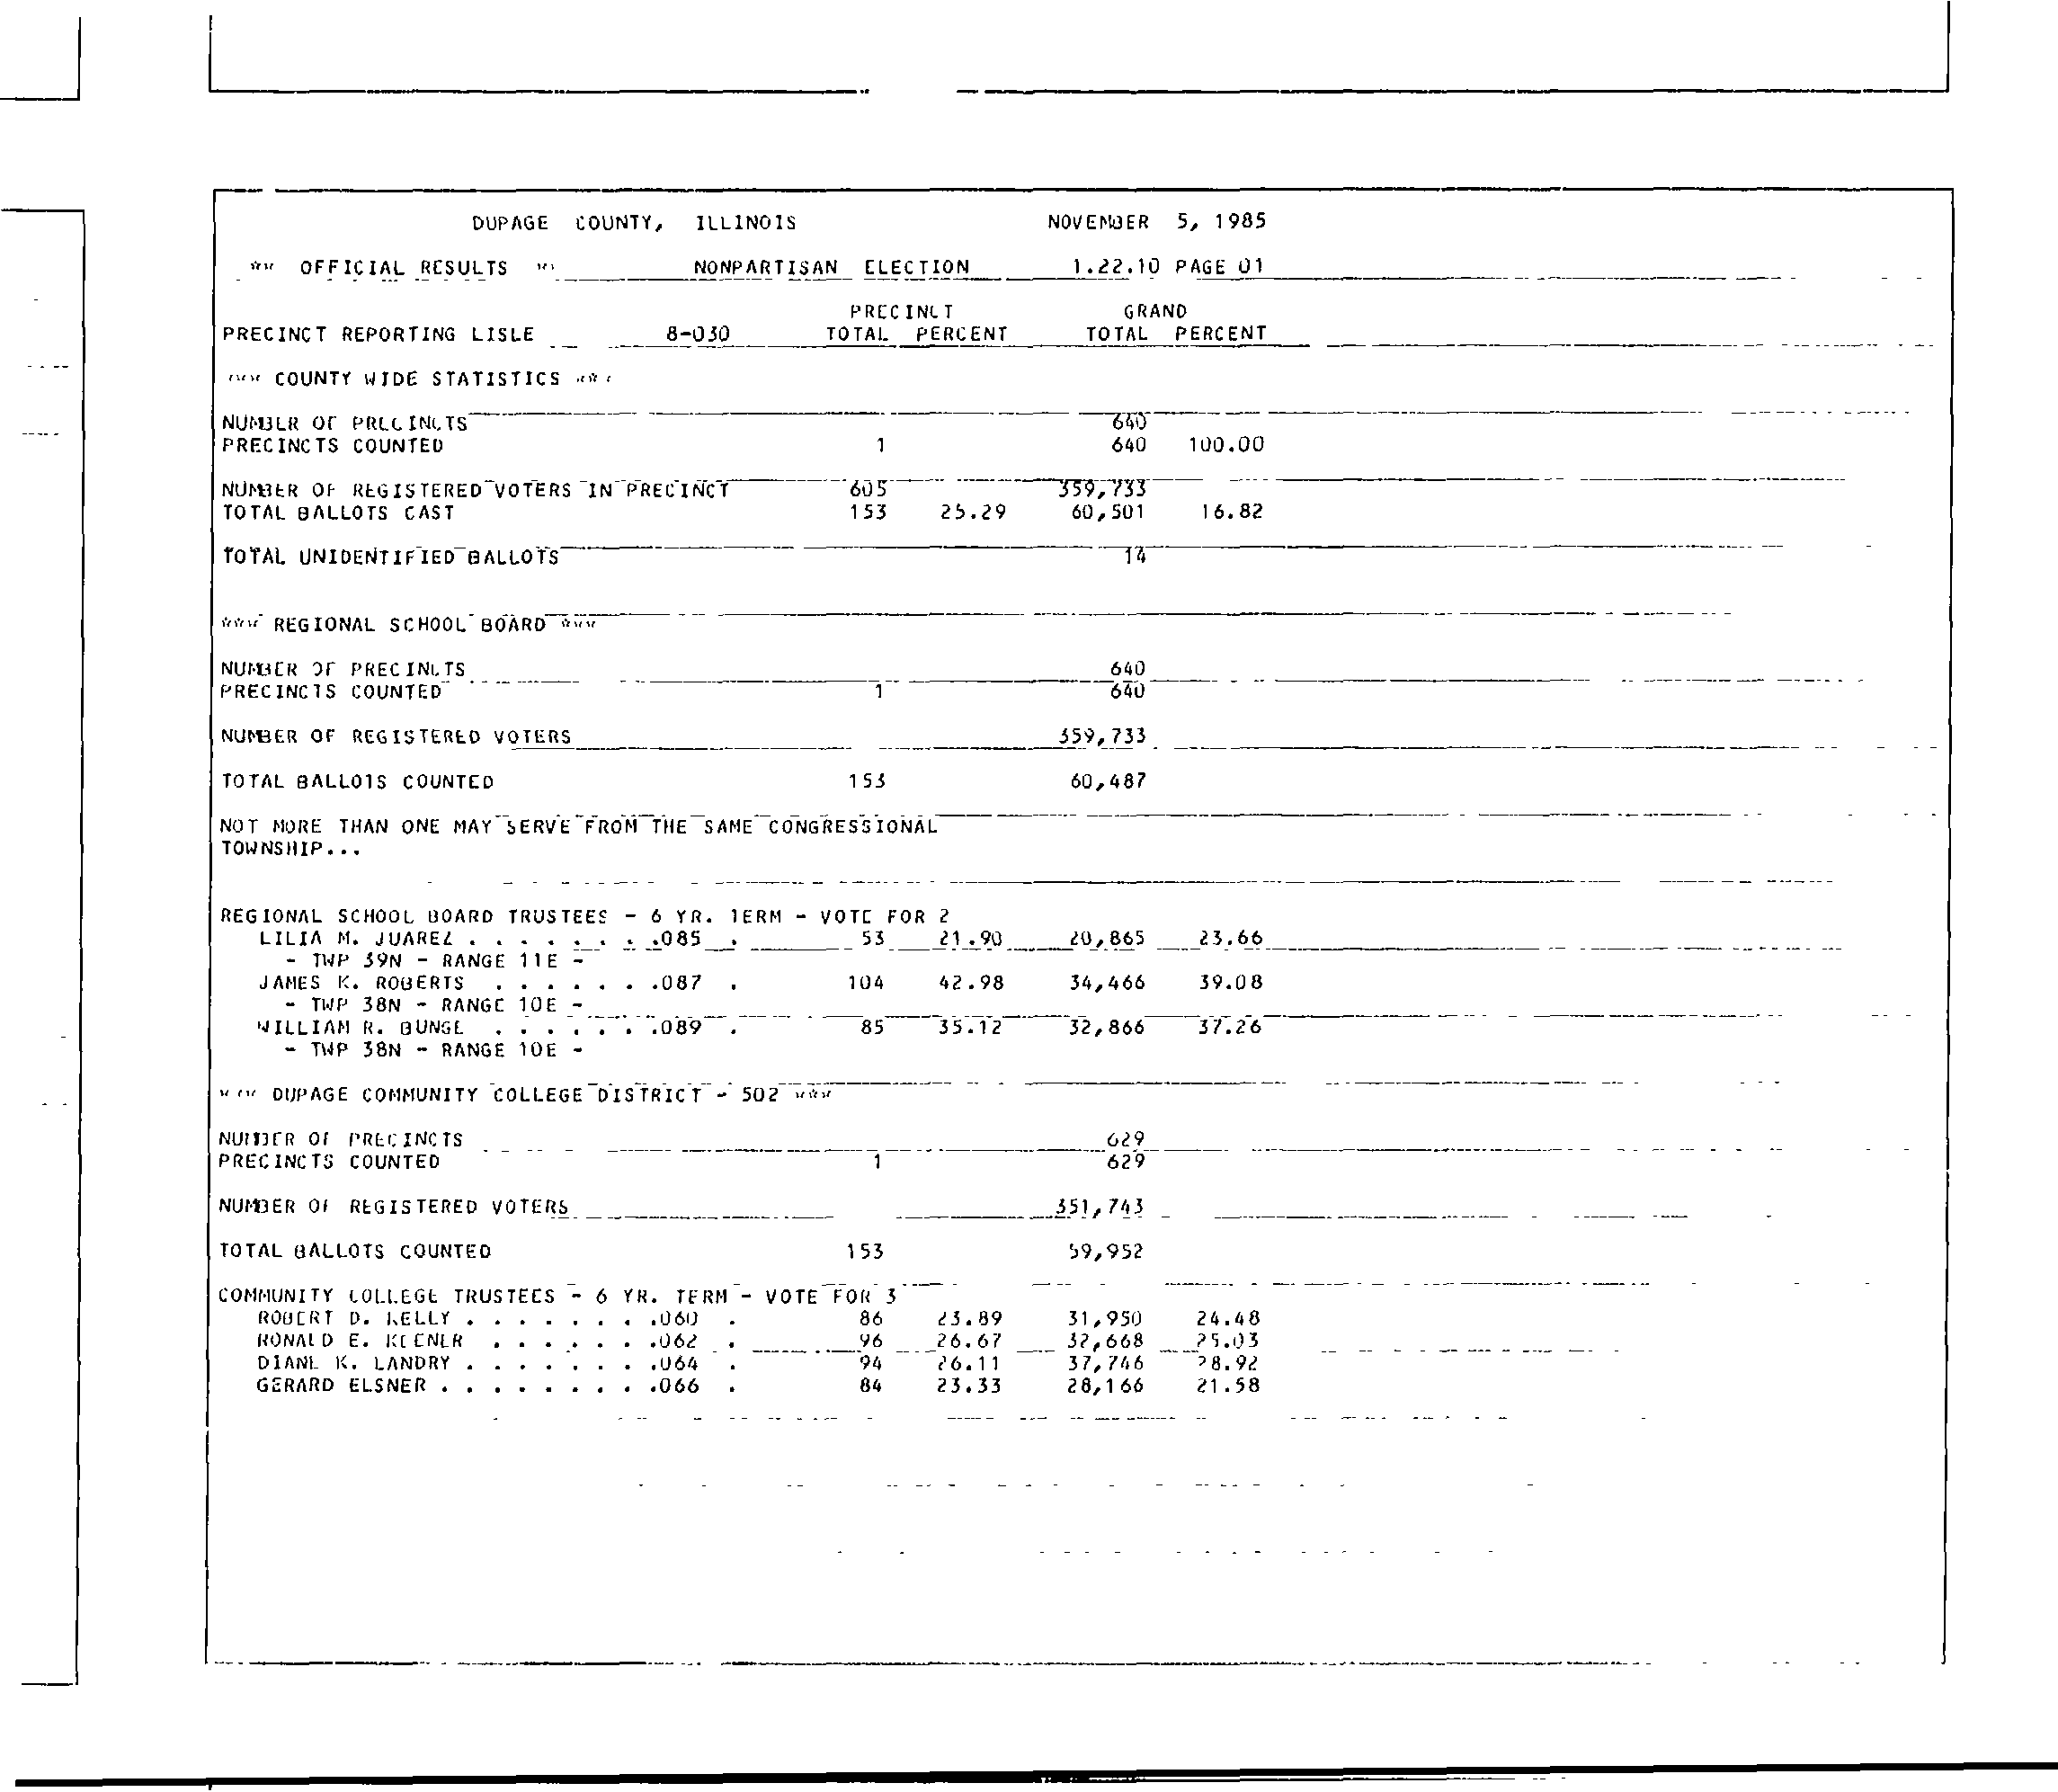 DUPAGE COUNTY, ILLINOIS NOVEMBER 5, 1985
** OFFICIAL RESULTS ** NONPARTISAN ELECTION 1.22.10 PAGE 01
PRECINCT GRAND
PRECINCT REPORTING LISLE 8-030 TOTAL PERCENT TOTAL PERCENT
*** COUNTY WIDE STATISTICS ***
NUMBER OF PRECINCTS 640
PRECINCTS COUNTED 1 640 100.00
NUMBER OF REGISTERED VOTERS IN PRECINCT 605 359,733
TOTAL BALLOTS CAST 153 25.29 60,501 16.82
TOTAL UNIDENTIFIED BALLOTS 14
*** REGIONAL SCHOOL BOARD ***
NUMBER OF PRECINCTS 640
PRECINCTS COUNTED 1 640
NUMBER OF REGISTERED VOTERS 359,733
TOTAL BALLOTS COUNTED 153 60,487
NOT MORE THAN ONE MAY SERVE FROM THE SAME CONGRESSIONAL
TOWNSHIP...
REGIONAL SCHOOL BOARD TRUSTEES - 6 YR. TERM - VOTE FOR 2
LILIA M. JUAREZ . . . . . . . .085 . 53 21.90 20,865 23.66
- TWP 39N - RANGE 11E -
JAMES K. ROBERTS . . . . . . .087 . 104 42.98 34,466 39.08
- TWP 38N - RANGE 10E -
WILLIAM R. BUNGE . . . . . . .089 . 85 35.12 32,866 37.26
- TWP 38N - RANGE 10E -
*** DUPAGE COMMUNITY COLLEGE DISTRICT - 502 ***
NUMBER OF PRECINCTS 629
PRECINCTS COUNTED 1 629
NUMBER OF REGISTERED VOTERS 351,743
TOTAL BALLOTS COUNTED 153 59,952
COMMUNITY COLLEGE TRUSTEES - 6 YR. TERM - VOTE FOR 3
ROBERT D. KELLY . . . . . . . .060 . 86 23.89 31,950 24.48
RONALD E. KEENER . . . . . . .062 . 96 26.67 32,668 25.03
DIANE K. LANDRY . . . . . . . .064 . 94 26.11 37,746 28.92
GERARD ELSNER . . . . . . . . .066 . 84 23.33 28,166 21.58